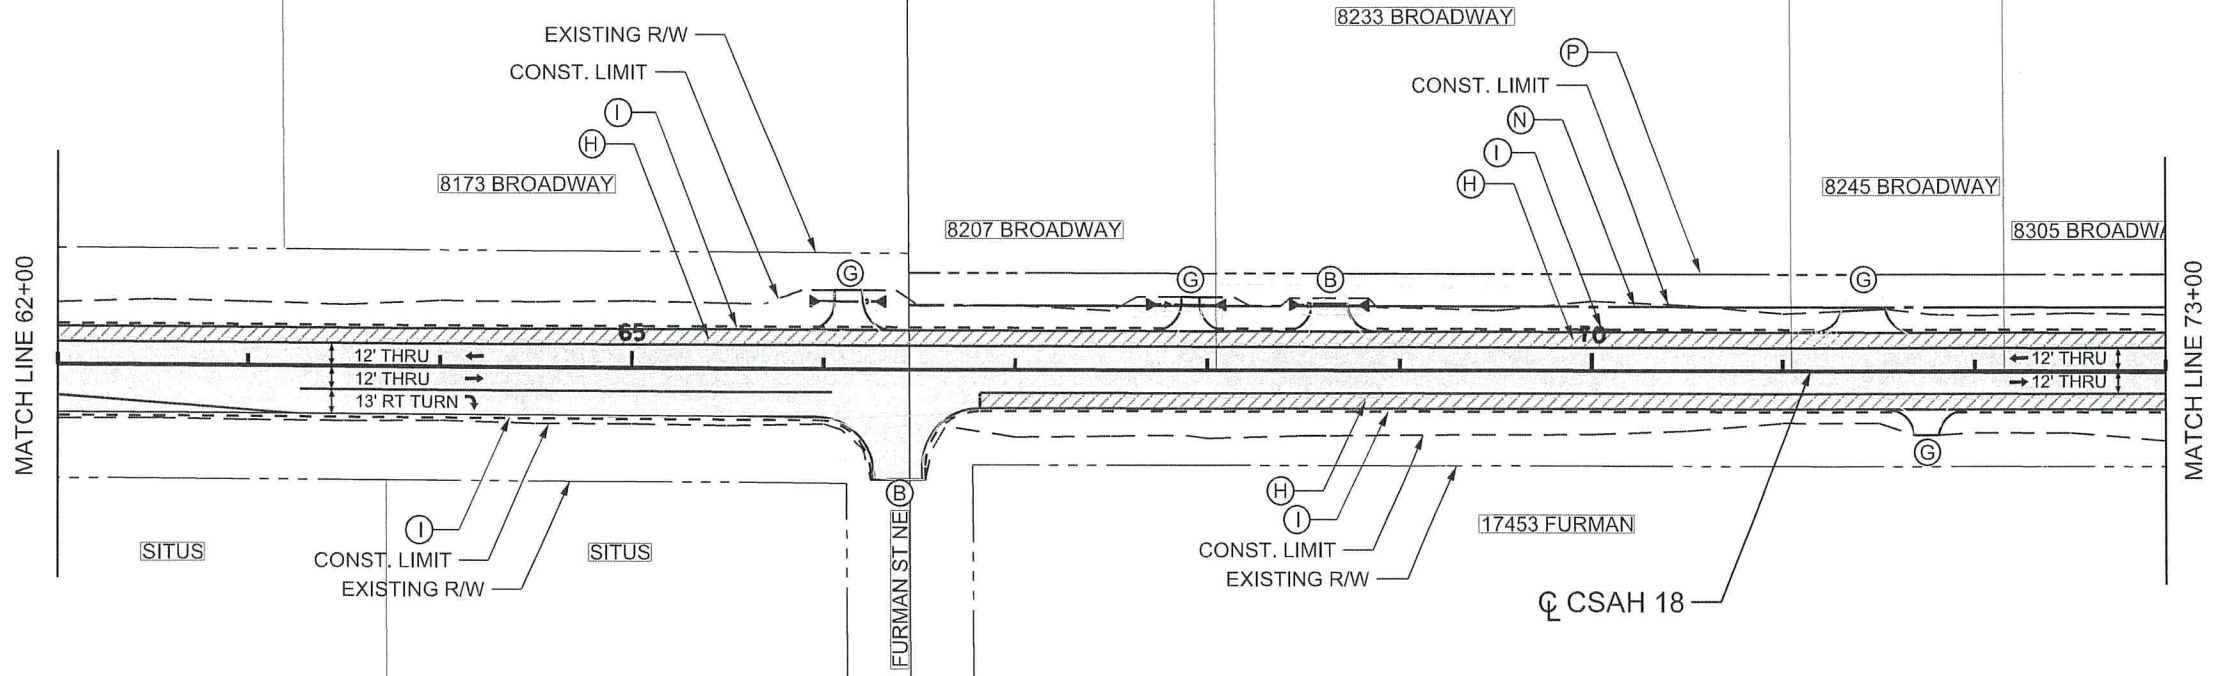 8233 BROADWAY
EXISTING R/W
P
CONST. LIMIT
CONST. LIMIT
I
N
H
I
8173 BROADWAY
H
8245 BROADWAY
8207 BROADWAY
8305 BROADWA
MATCH LINE 62+00
MATCH LINE 73+00
G
G
B
G
65
70
12' THRU
12' THRU
12' THRU
12' THRU
13' RT TURN
G
H
B
I
I
17453 FURMAN
SITUS
SITUS
CONST. LIMIT
CONST. LIMIT
EXISTING R/W
EXISTING R/W
FURMAN ST NE
℄ CSAH 18